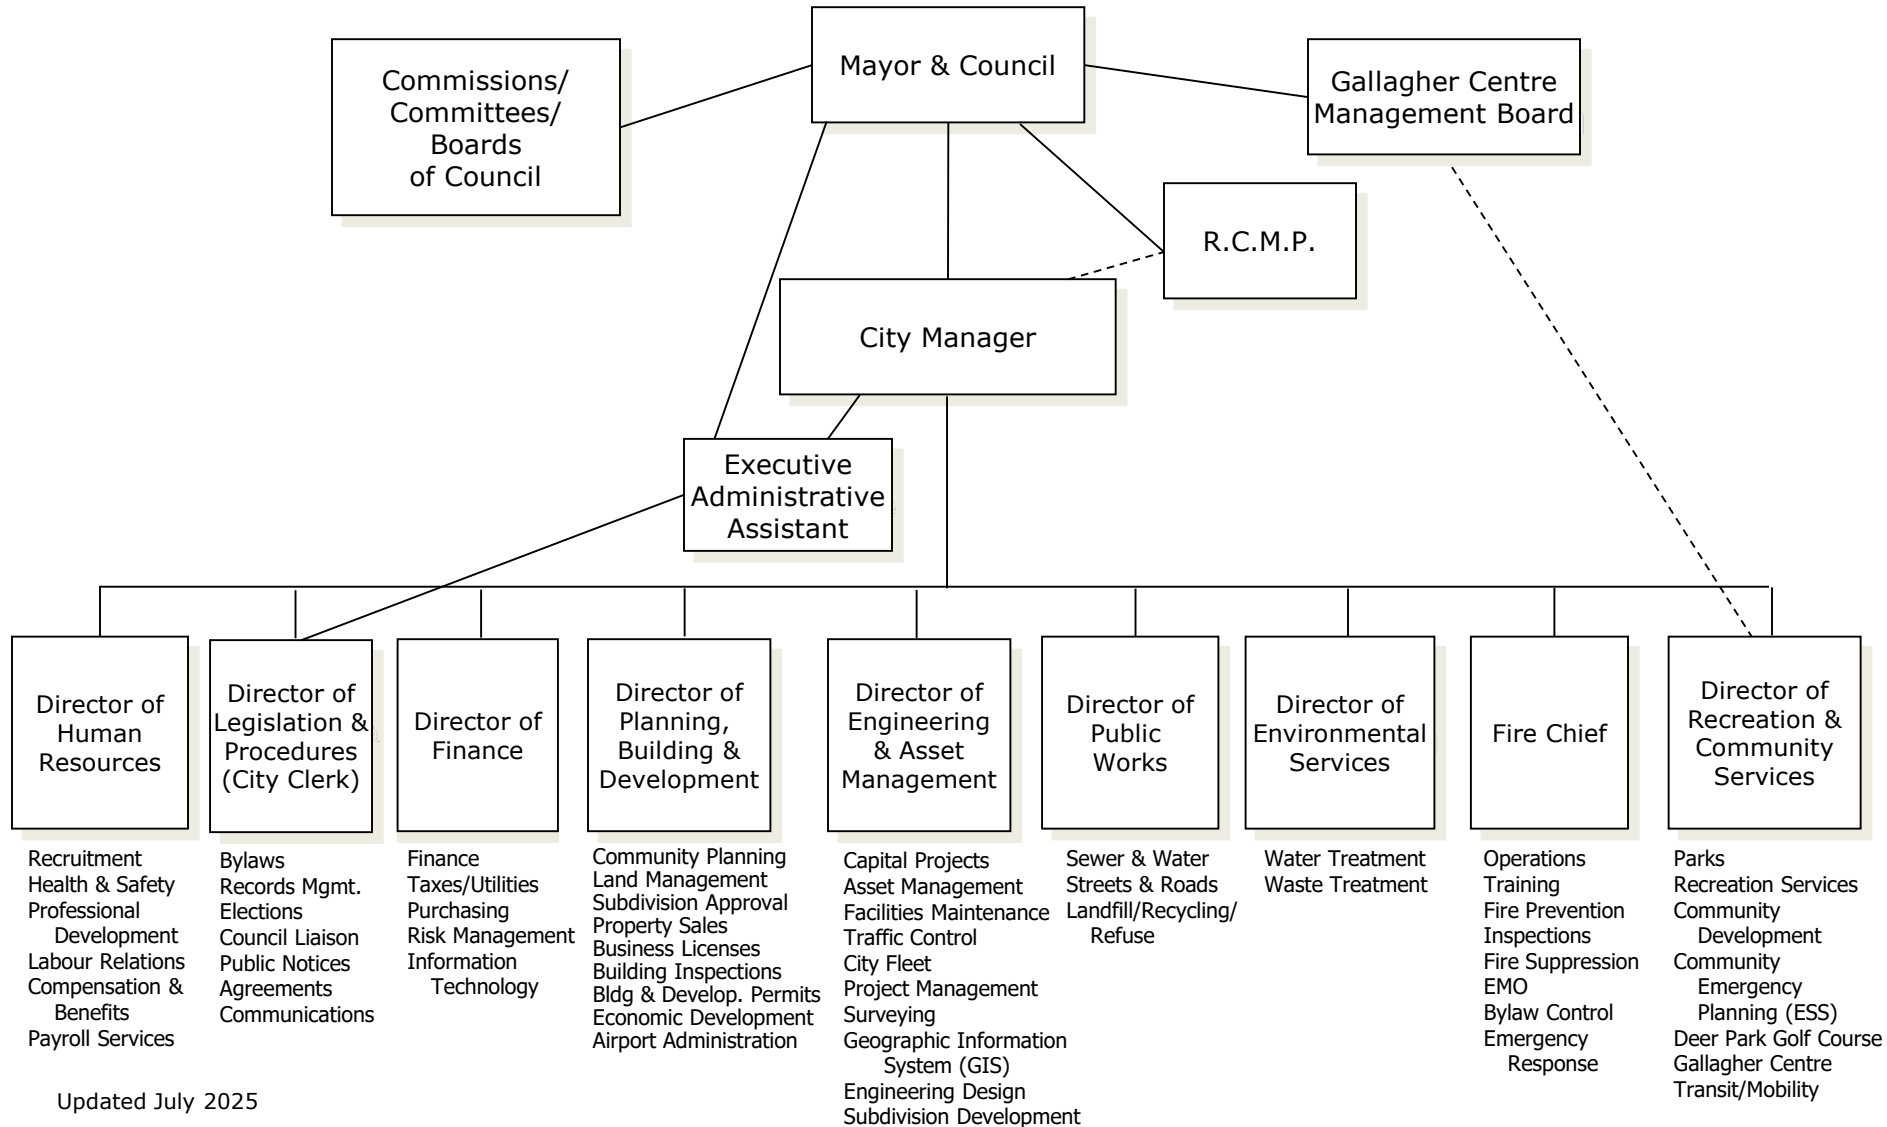 Mayor & Council
Commissions/
Committees/
Boards
of Council
Gallagher Centre
Management Board
R.C.M.P.
City Manager
Executive
Administrative
Assistant
Director of
Human
Resources
Director of
Legislation &
Procedures
(City Clerk)
Director of
Finance
Director of
Planning,
Building &
Development
Director of
Engineering
& Asset
Management
Director of
Public
Works
Director of
Environmental
Services
Fire Chief
Director of
Recreation &
Community
Services
Recruitment
Health & Safety
Professional
Development
Labour Relations
Compensation &
Benefits
Payroll Services
Bylaws
Records Mgmt.
Elections
Council Liaison
Public Notices
Agreements
Communications
Finance
Taxes/Utilities
Purchasing
Risk Management
Information
Technology
Community Planning
Land Management
Subdivision Approval
Property Sales
Business Licenses
Building Inspections
Bldg & Develop. Permits
Economic Development
Airport Administration
Capital Projects
Asset Management
Facilities Maintenance
Traffic Control
City Fleet
Project Management
Surveying
Geographic Information
System (GIS)
Engineering Design
Subdivision Development
Sewer & Water
Streets & Roads
Landfill/Recycling/
Refuse
Water Treatment
Waste Treatment
Operations
Training
Fire Prevention
Inspections
Fire Suppression
EMO
Bylaw Control
Emergency
Response
Parks
Recreation Services
Community
Development
Community
Emergency
Planning (ESS)
Deer Park Golf Course
Gallagher Centre
Transit/Mobility
Updated July 2025